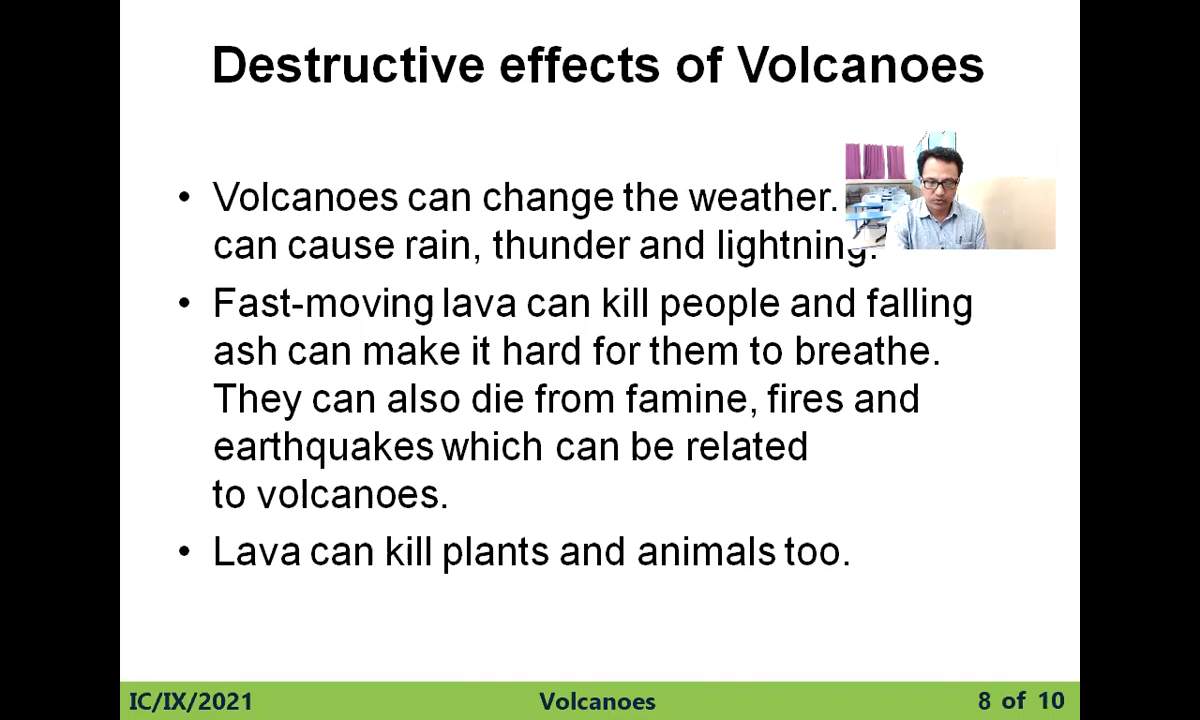 Destructive effects of Volcanoes
• Volcanoes can change the weather.
can cause rain, thunder and lightning.
• Fast-moving lava can kill people and falling
ash can make it hard for them to breathe.
They can also die from famine, fires and
earthquakes which can be related
to volcanoes.
• Lava can kill plants and animals too.
IC/IX/2021 Volcanoes 8 of 10